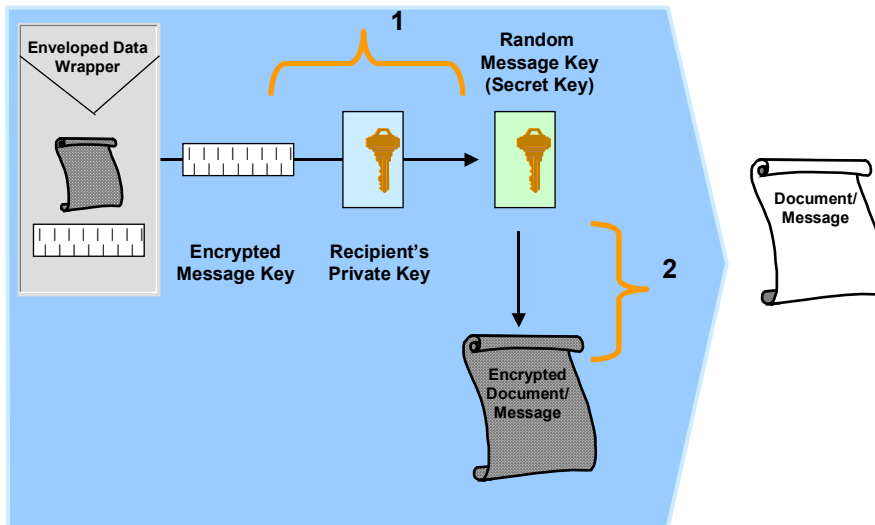 Enveloped Data
Wrapper
1
Random
Message Key
(Secret Key)
Encrypted
Message Key
Recipient’s
Private Key
2
Encrypted
Document/
Message
Document/
Message